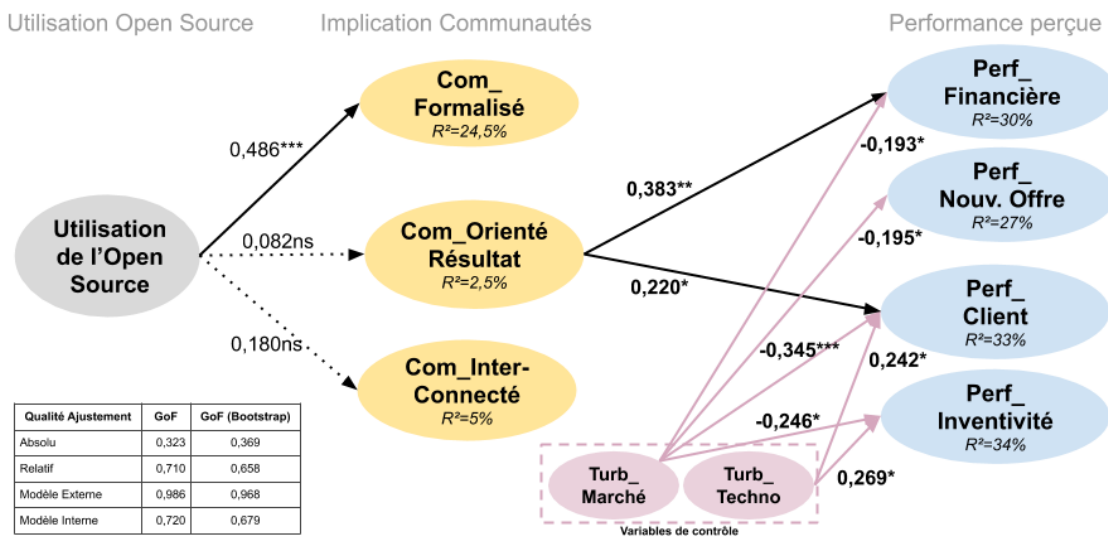 Utilisation Open Source
Implication Communautés
Performance perçue
Com_
Formalisé
R²=24,5%
Perf_
Financière
R²=30%
0,486***
-0,193*
0,383**
Perf_
Nouv. Offre
R²=27%
Utilisation
de l'Open
Source
0,082ns
Com_Orienté
Résultat
R²=2,5%
-0,195*
0,220*
Perf_
Client
R²=33%
0,180ns
-0,345***
0,242*
Com_Inter-
Connecté
R²=5%
-0,246*
Perf_
Inventivité
R²=34%
0,269*
Turb_
Marché
Turb_
Techno
Variables de contrôle
Qualité Ajustement GoF GoF (Bootstrap)
Absolu 0,323 0,369
Relatif 0,710 0,658
Modèle Externe 0,986 0,968
Modèle Interne 0,720 0,679